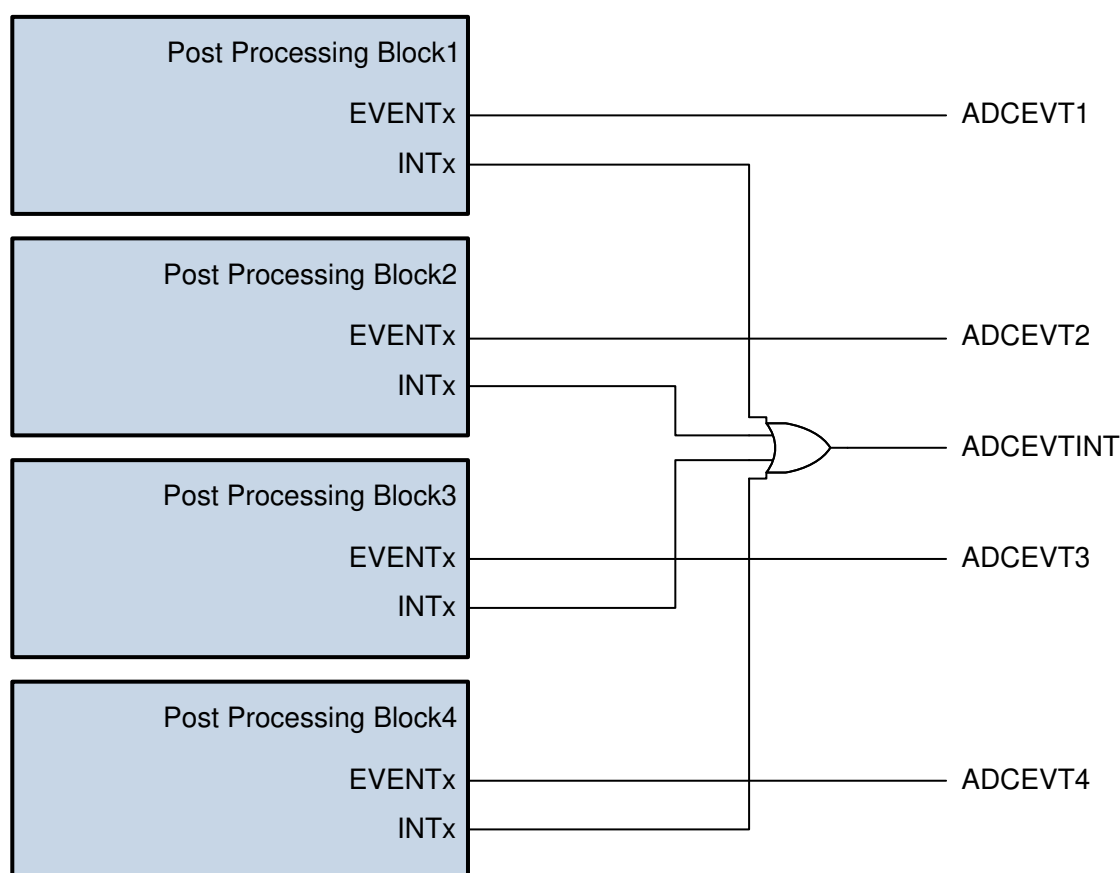 Post Processing Block1
EVENTx
ADCEVT1
INTx
Post Processing Block2
EVENTx
ADCEVT2
INTx
ADCEVTINT
Post Processing Block3
EVENTx
ADCEVT3
INTx
Post Processing Block4
EVENTx
ADCEVT4
INTx